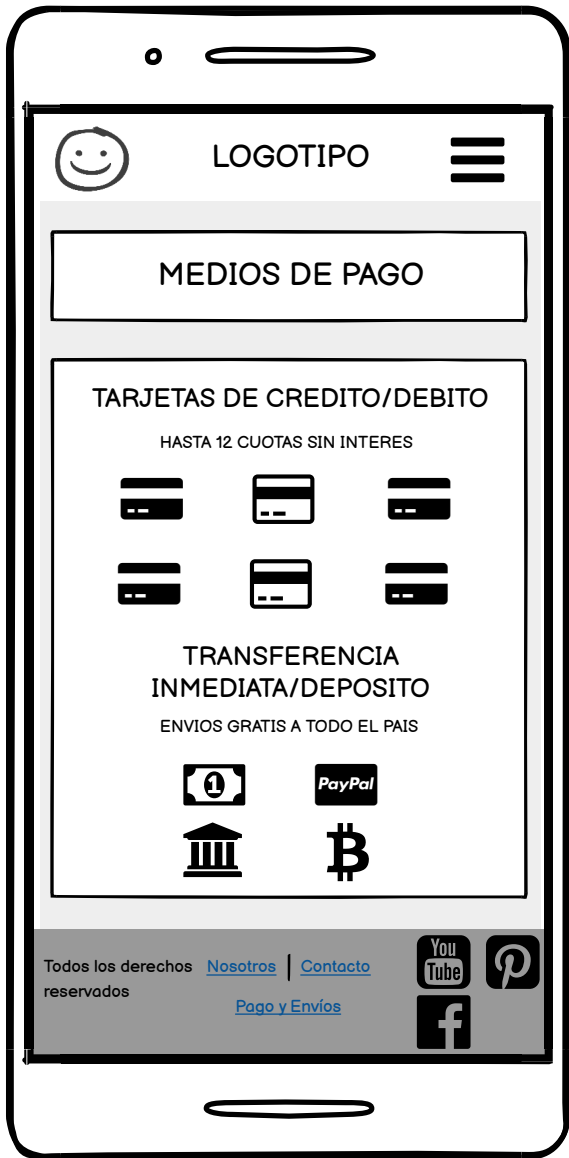 LOGOTIPO
MEDIOS DE PAGO
TARJETAS DE CREDITO/DEBITO
HASTA 12 CUOTAS SIN INTERES
TRANSFERENCIA
INMEDIATA/DEPOSITO
ENVIOS GRATIS A TODO EL PAIS
1
PayPal
Todos los derechos
reservados
Nosotros | Contacto
Pago y Envíos
You
Tube